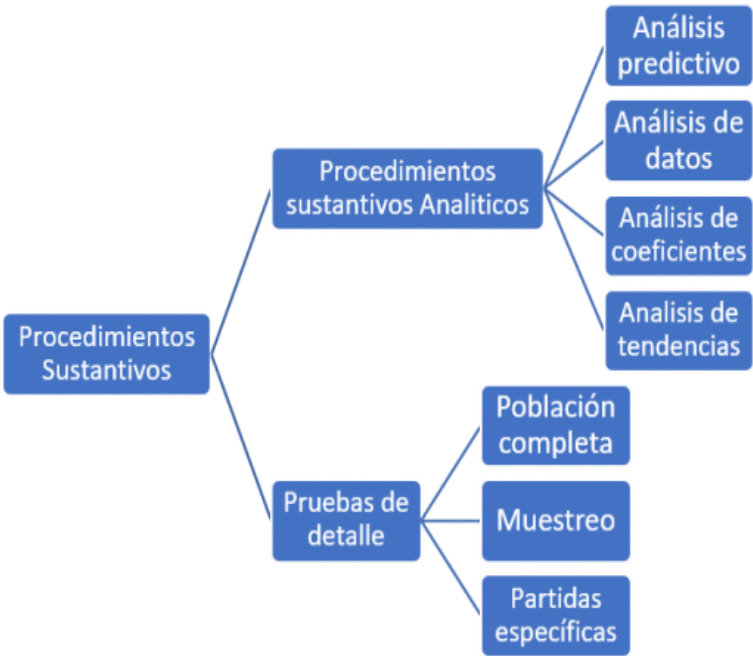 Procedimientos
Sustantivos
Procedimientos
sustantivos Analiticos
Análisis
predictivo
Análisis de
datos
Análisis de
coeficientes
Analisis de
tendencias
Pruebas de
detalle
Población
completa
Muestreo
Partidas
específicas